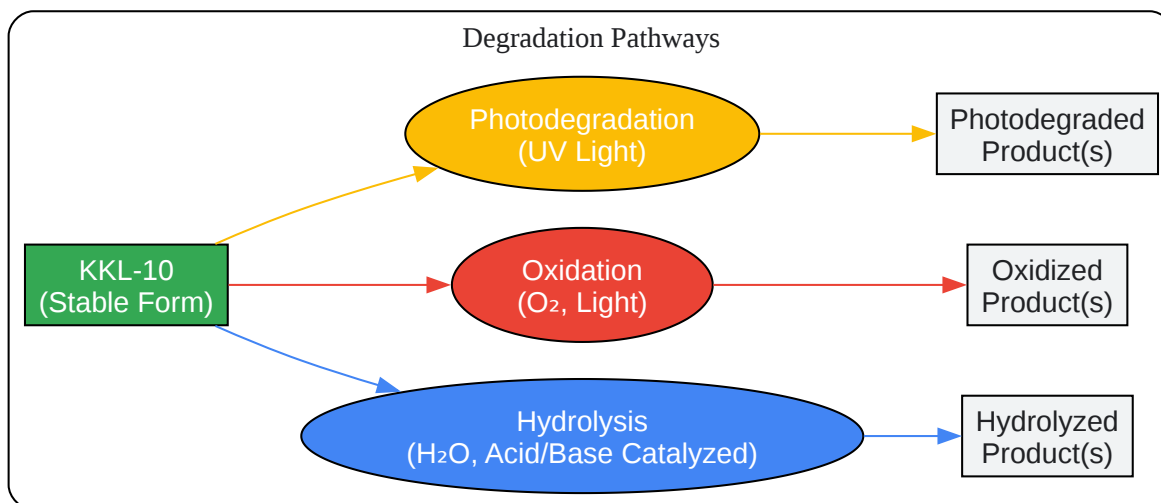 Degradation Pathways
Photodegradation
(UV Light)
Photodegraded
Product(s)
KKL-10
(Stable Form)
Oxidation
(O₂, Light)
Oxidized
Product(s)
Hydrolysis
(H₂O, Acid/Base Catalyzed)
Hydrolyzed
Product(s)